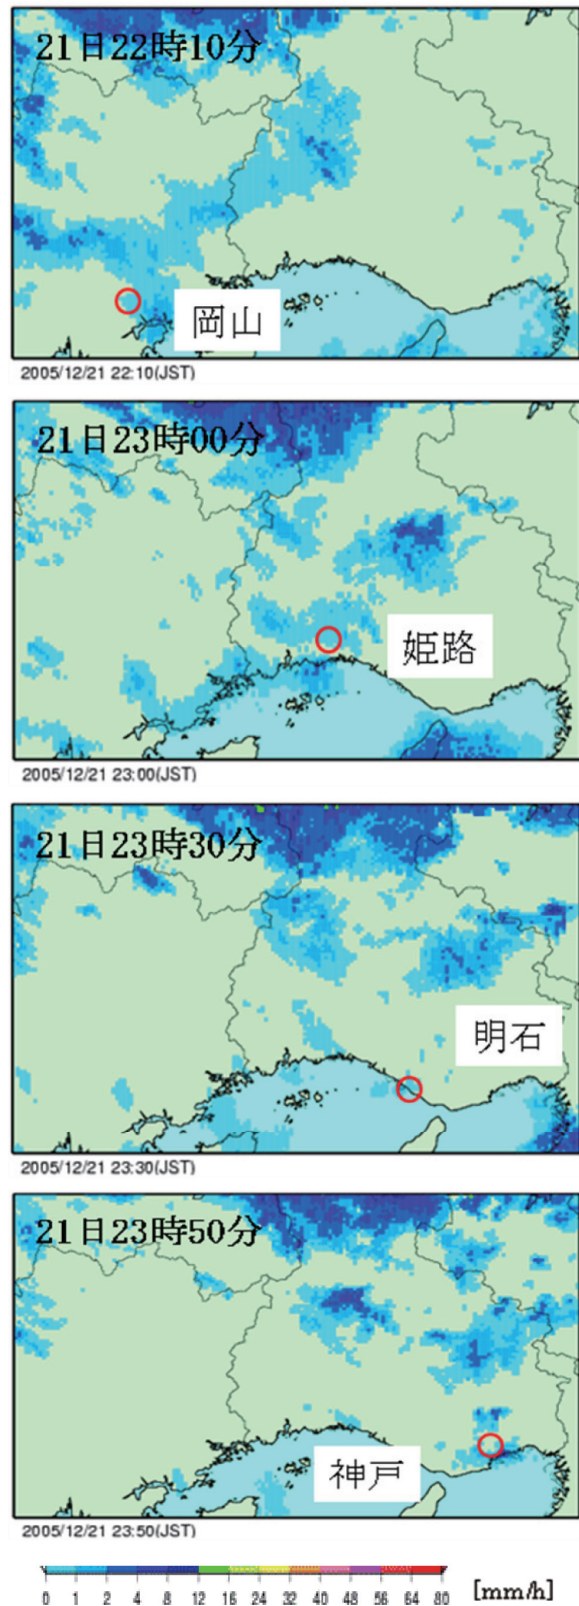 21日22時10分
岡山
2005/12/21 22:10(JST)
21日23時00分
姫路
2005/12/21 23:00(JST)
21日23時30分
明石
2005/12/21 23:30(JST)
21日23時50分
神戸
2005/12/21 23:50(JST)
0 1 2 4 8 12 16 24 32 40 48 56 64 80 [mm/h]